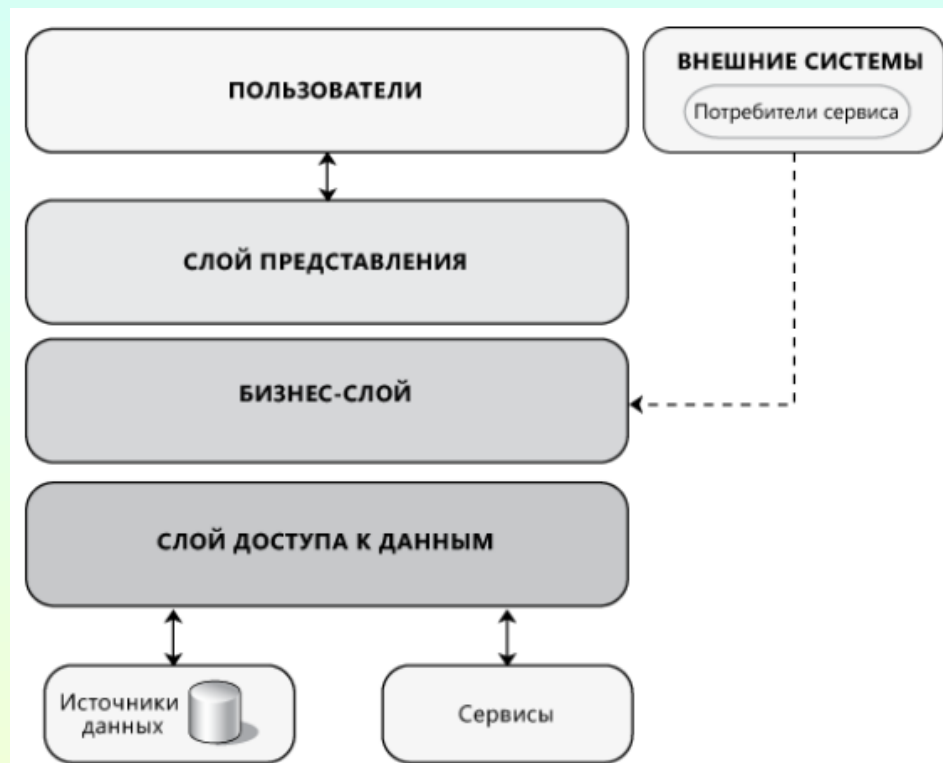 ПОЛЬЗОВАТЕЛИ
ВНЕШНИЕ СИСТЕМЫ
Потребители сервиса
СЛОЙ ПРЕДСТАВЛЕНИЯ
БИЗНЕС-СЛОЙ
СЛОЙ ДОСТУПА К ДАННЫМ
Источники
данных
Сервисы